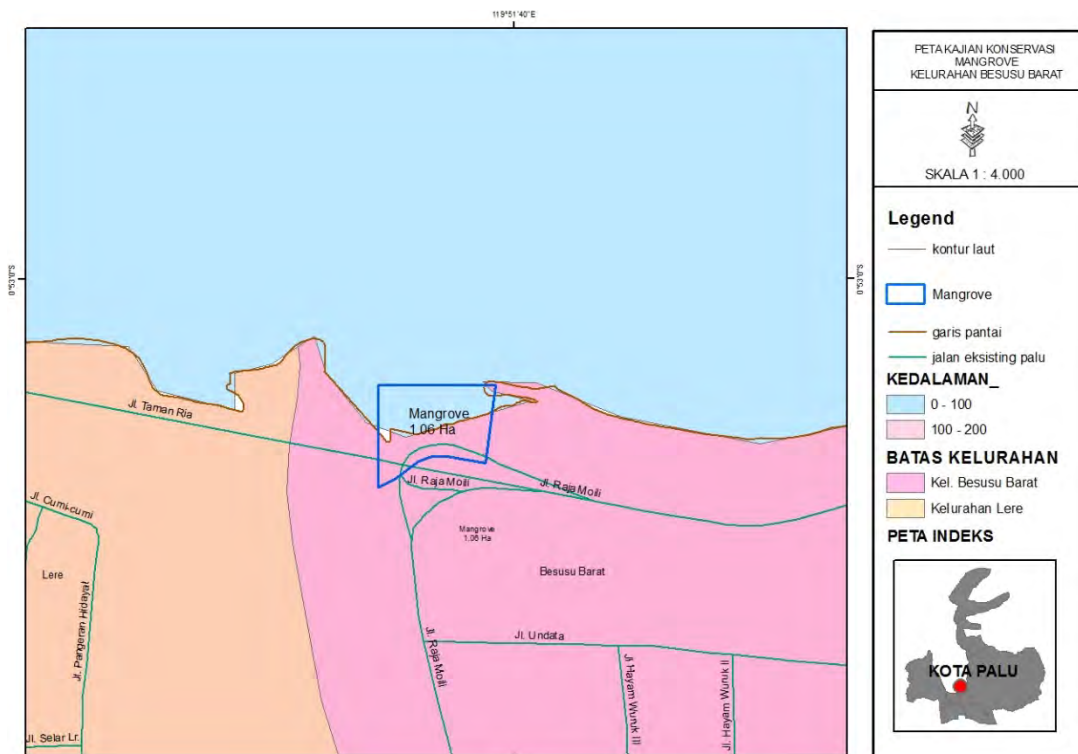 119°51'40"E
PETA KAJIAN KONSERVASI
MANGROVE
KELURAHAN BESUSU BARAT
N
SKALA 1 : 4.000
Legend
kontur laut
Mangrove
garis pantai
jalan eksisting palu
KEDALAMAN_
0 - 100
100 - 200
BATAS KELURAHAN
Kel. Besusu Barat
Kelurahan Lere
PETA INDEKS
KOTA PALU
0°53'0"S
0°53'0"S
Jl. Taman Ria
Mangrove
1.06 Ha
Jl. Raja Moili
Jl. Raja Moili
Jl. Cumi-cumi
Mangrove
1.06 Ha
Lere
Besusu Barat
Jl. Pangeran Hidayat
Jl. Raja Moili
Jl. Undata
Jl Hayam Wuruk III
Jl. Hayam Wuruk II
Jl. Selar Lr.